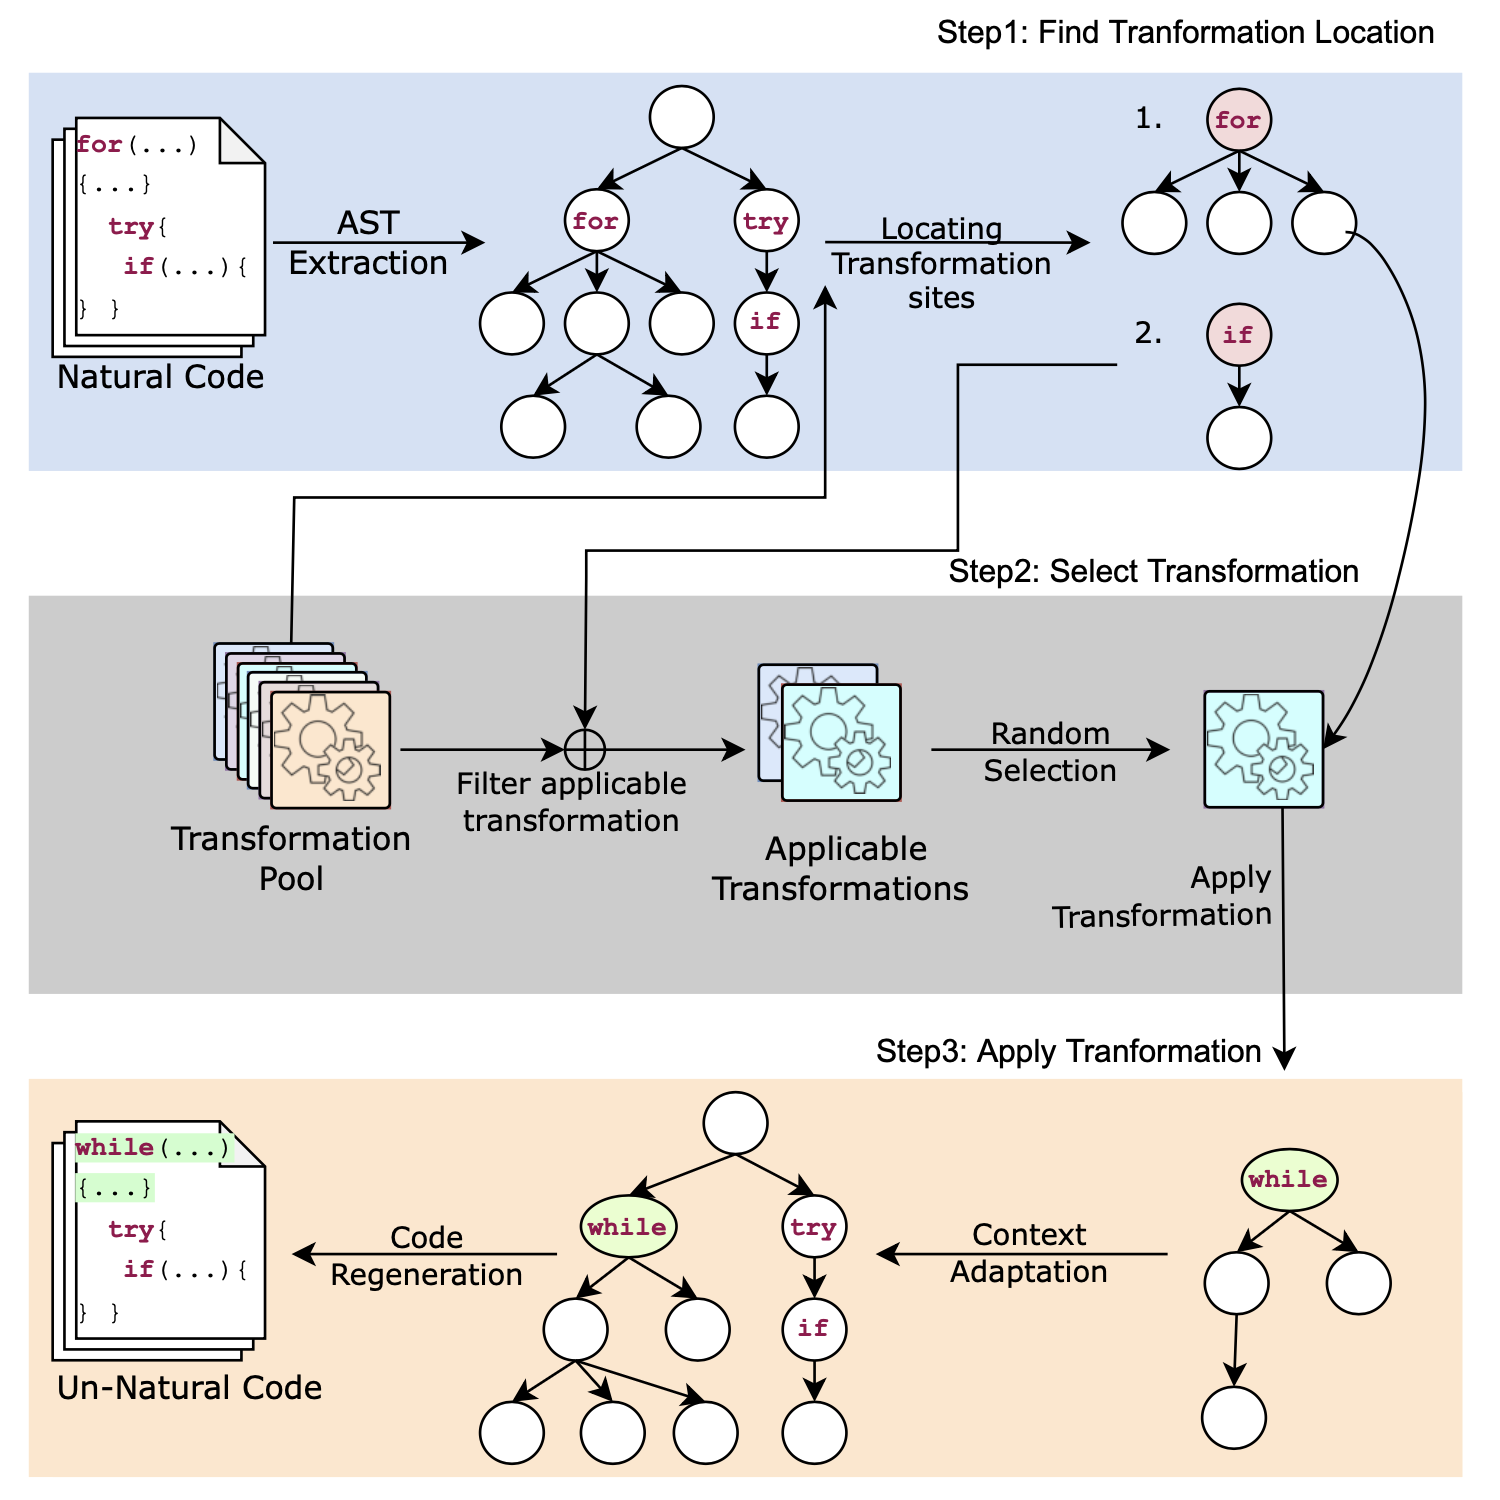 Step1: Find Tranformation Location
for(...)
{...}
try{
if(...){
} }
Natural Code
AST
Extraction
for
try
if
Locating
Transformation
sites
1.
for
2.
if
Step2: Select Transformation
Transformation
Pool
Filter applicable
transformation
Applicable
Transformations
Random
Selection
Apply
Transformation
Step3: Apply Tranformation
while(...)
{...}
try{
if(...){
} }
Un-Natural Code
Code
Regeneration
while
try
if
Context
Adaptation
while